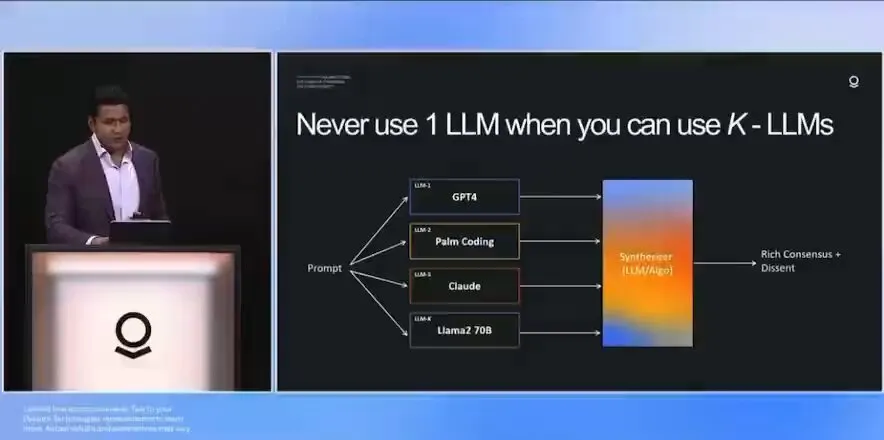 Never use 1 LLM when you can use K - LLMs
LLM-1
GPT4
LLM-2
Palm Coding
LLM-3
Claude
LLM-K
Llama2 70B
Prompt
Synthesizer
(LLM/Algo)
Rich Consensus +
Dissent